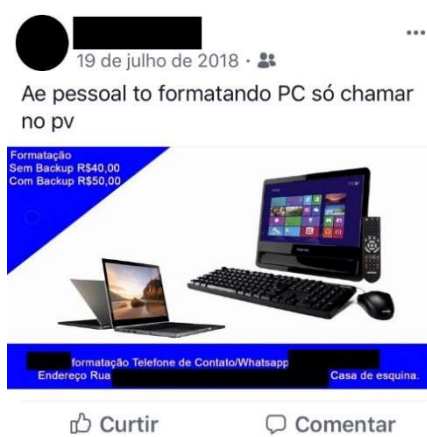 19 de julho de 2018
Ae pessoal to formatando PC só chamar
no pv
Formatação
Sem Backup R$40,00
Com Backup R$50,00
formatação Telefone de Contato/Whatsapp
Endereço Rua Casa de esquina.
Curtir Comentar